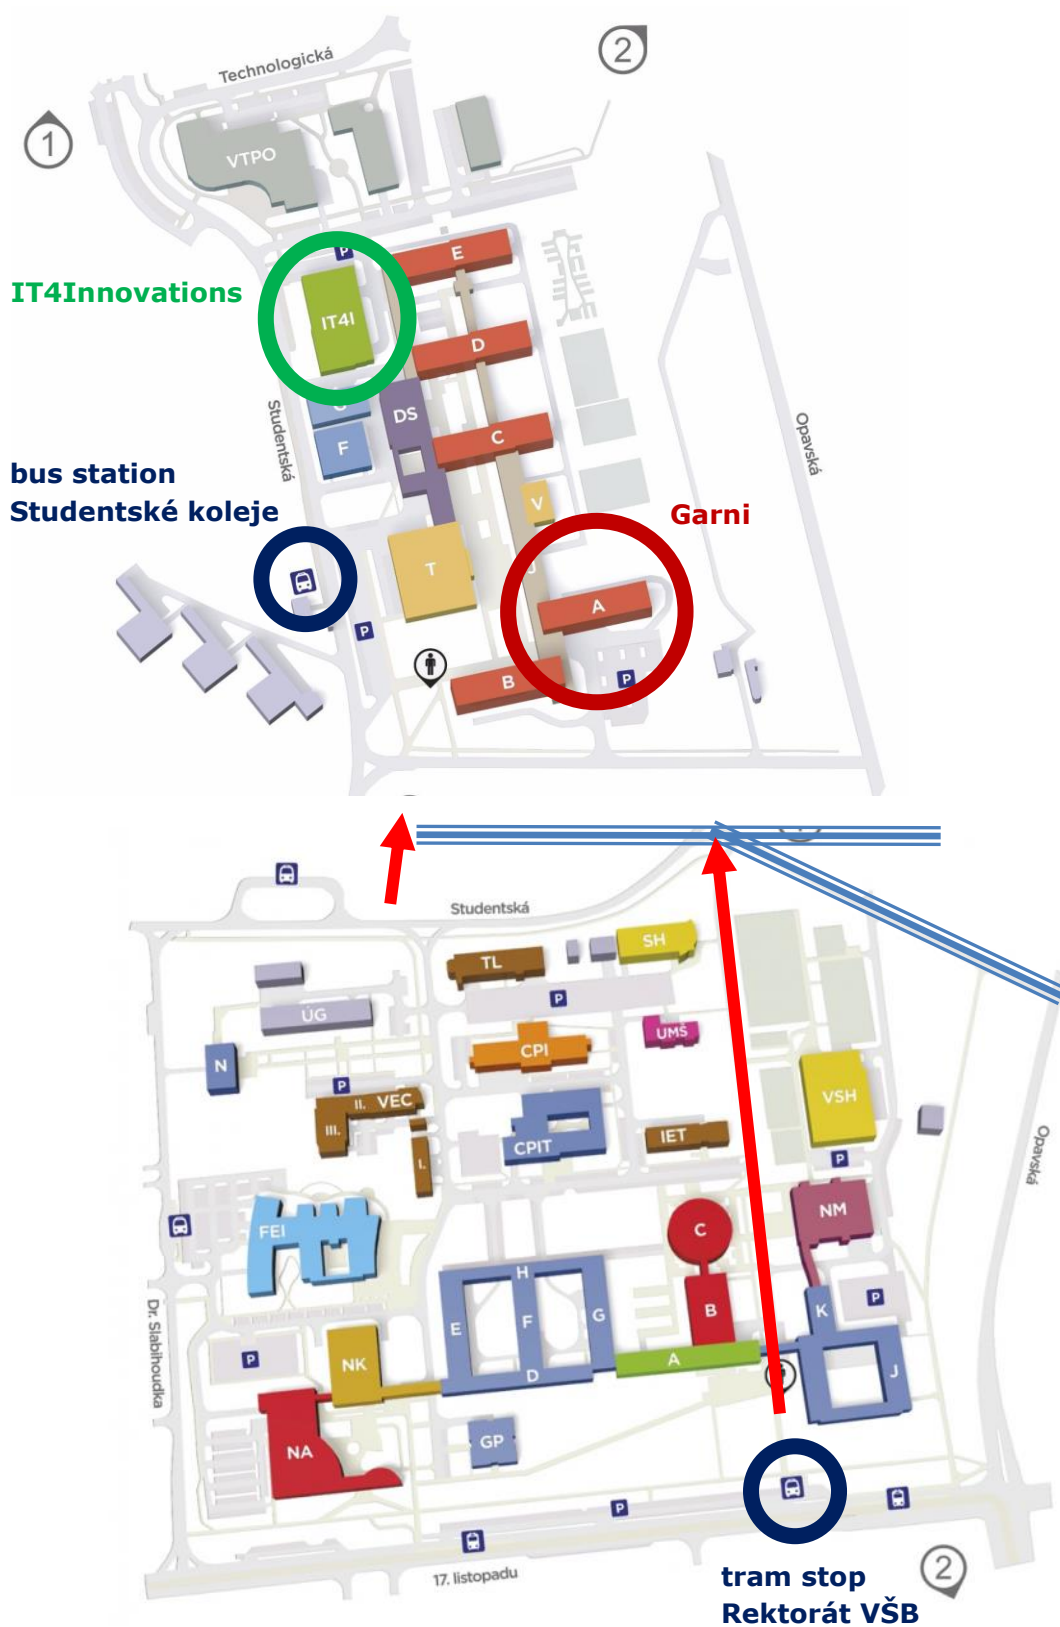 Technologická
2
1
VTPO
P
E
IT4Innovations
IT4I
D
DS
C
F
Studentská
Opavská
bus station
Studentské koleje
V
Garni
T
J
A
P
B
P
Studentská
SH
TL
P
ÚG
UMŠ
CPI
N
P
II. VEC
III.
VSH
CPIT
IET
I.
P
Opavská
FEI
NM
C
H
E
F
G
B
K
P
Dr. Slabihoudka
P
NK
A
D
J
NA
GP
P
17. listopadu
2
tram stop
Rektorát VŠB